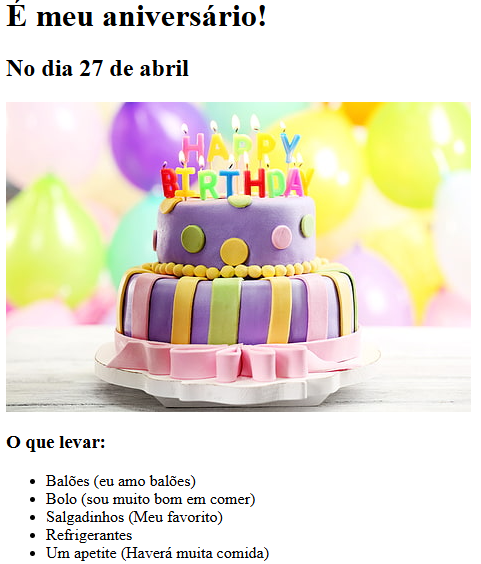 É meu aniversário!
No dia 27 de abril
HAPPY
BIRTHDAY
O que levar:
Balões (eu amo balões)
Bolo (sou muito bom em comer)
Salgadinhos (Meu favorito)
Refrigerantes
Um apetite (Haverá muita comida)